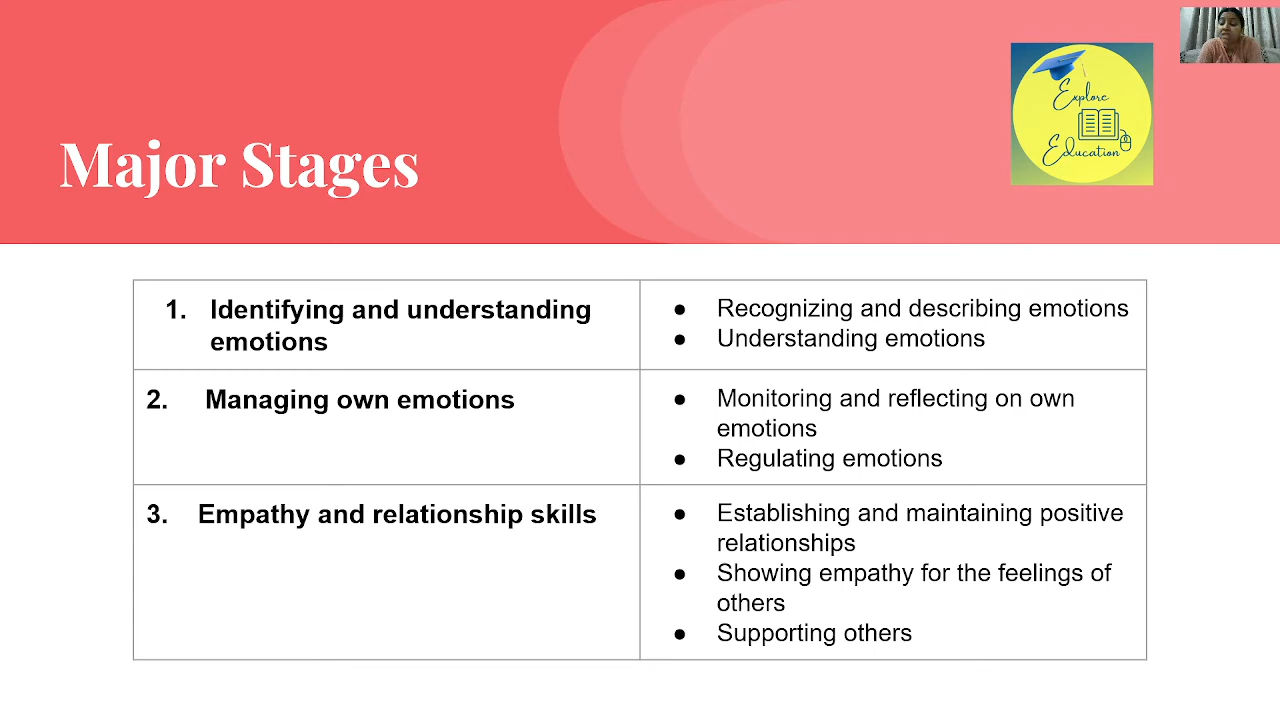 Explore
Education
Major Stages
1. Identifying and understanding
emotions
● Recognizing and describing emotions
● Understanding emotions
2. Managing own emotions
● Monitoring and reflecting on own
emotions
● Regulating emotions
3. Empathy and relationship skills
● Establishing and maintaining positive
relationships
● Showing empathy for the feelings of
others
● Supporting others